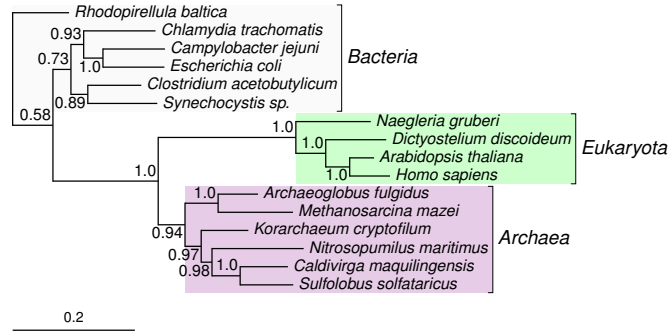 Rhodopirellula baltica
0.93
Chlamydia trachomatis
Campylobacter jejuni
0.73
Bacteria
1.0
Escherichia coli
Clostridium acetobutylicum
0.89
Synechocystis sp.
0.58
Naegleria gruberi
1.0
Dictyostelium discoideum
1.0
Eukaryota
Arabidopsis thaliana
1.0
1.0
Homo sapiens
1.0
Archaeoglobus fulgidus
Methanosarcina mazei
0.94
Korarchaeum cryptofilum
Archaea
0.97
Nitrosopumilus maritimus
0.98
1.0
Caldivirga maquilingensis
Sulfolobus solfataricus
0.2